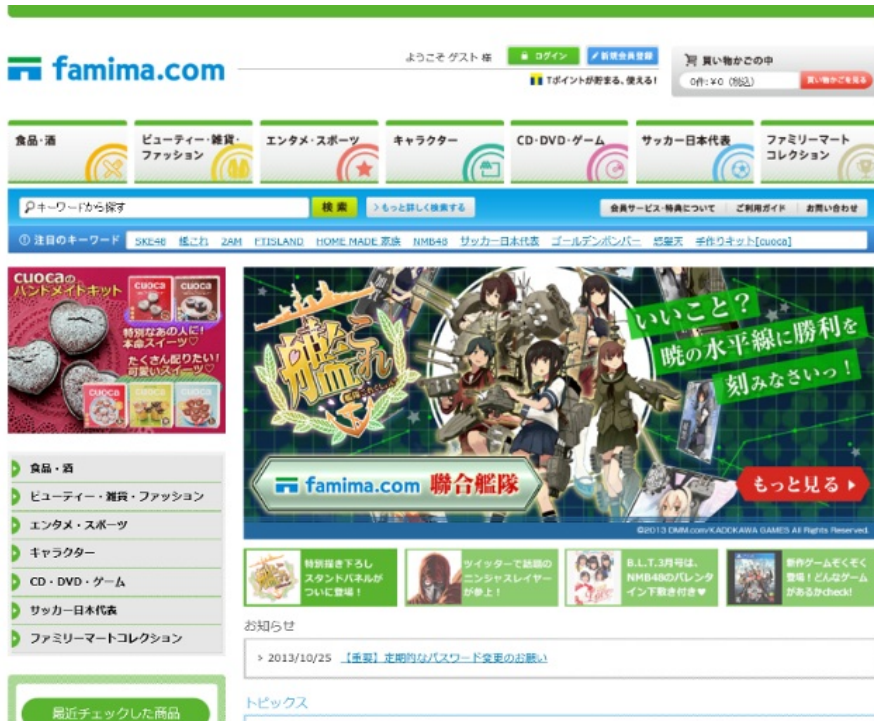 famima.com
ようこそ ゲスト 様
ログイン
新規会員登録
Tポイントが貯まる、使える!
買い物かごの中
0件:¥0 (税込)
買い物かごを見る
食品・酒
ビューティー・雑貨・
ファッション
エンタメ・スポーツ
キャラクター
CD・DVD・ゲーム
サッカー日本代表
ファミリーマート
コレクション
キーワードから探す
検索
>もっと詳しく検索する
会員サービス・特典について
ご利用ガイド
お問い合わせ
注目のキーワード
SKE48 艦これ 2AM FTISLAND HOME MADE 家族 NMB48 サッカー日本代表 ゴールデンボンバー 怒髪天 手作りキット[cuoca]
cuocaの
ハンドメイドキット
cuoca cuoca
特別なあの人に!
本命スイーツ♡
たくさん配りたい!
可愛いスイーツ♡
cuoca cuoca cuoca
艦これ
いいこと?
暁の水平線に勝利を
刻みなさいっ!
famima.com 聯合艦隊
もっと見る
©2013 DMM.com/KADOKAWA GAMES All Rights Reserved.
食品・酒
ビューティー・雑貨・ファッション
エンタメ・スポーツ
キャラクター
CD・DVD・ゲーム
サッカー日本代表
ファミリーマートコレクション
特別描き下ろし
スタンドパネルが
ついに登場!
ツイッターで話題の
ニンジャスレイヤー
が参上!
B.L.T.3月号は、
NMB48のバレンタ
イン下敷き付き♥
新作ゲームぞくぞく
登場!どんなゲーム
があるかcheck!
お知らせ
> 2013/10/25 【重要】定期的なパスワード変更のお願い
最近チェックした商品
トピックス